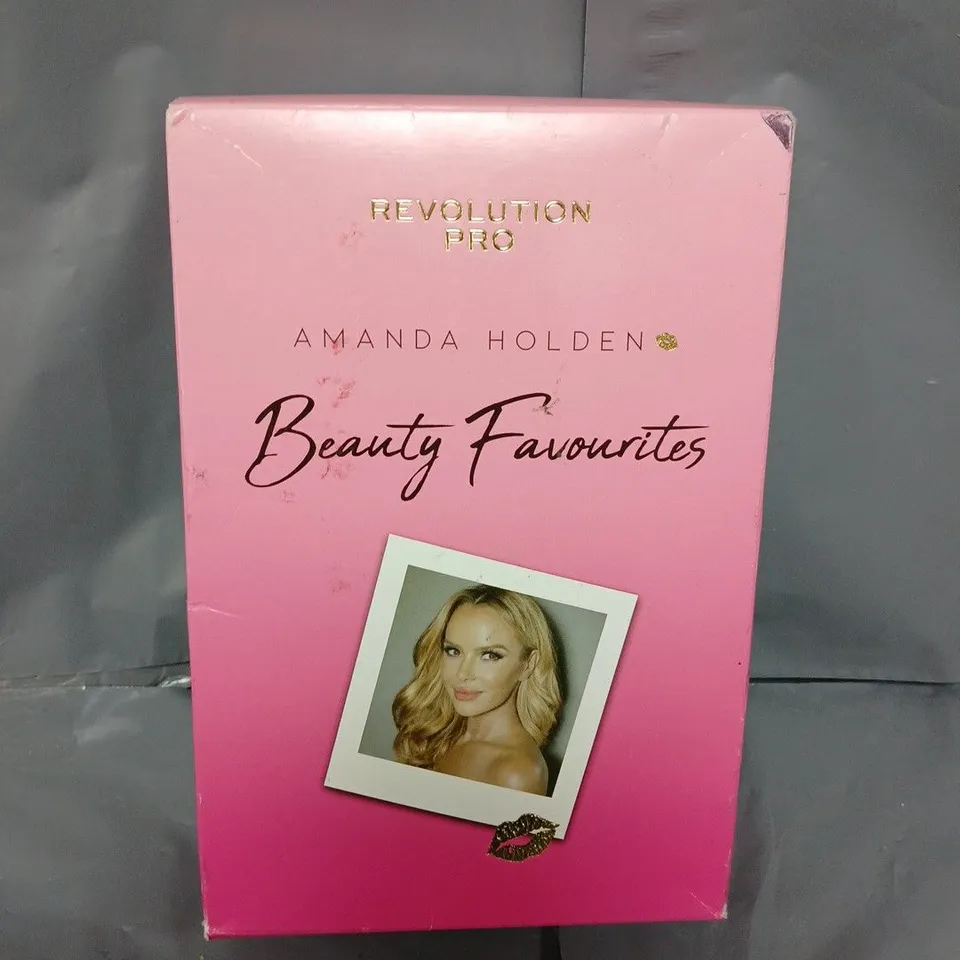 REVOLUTION
PRO
AMANDA HOLDEN
Beauty Favourites